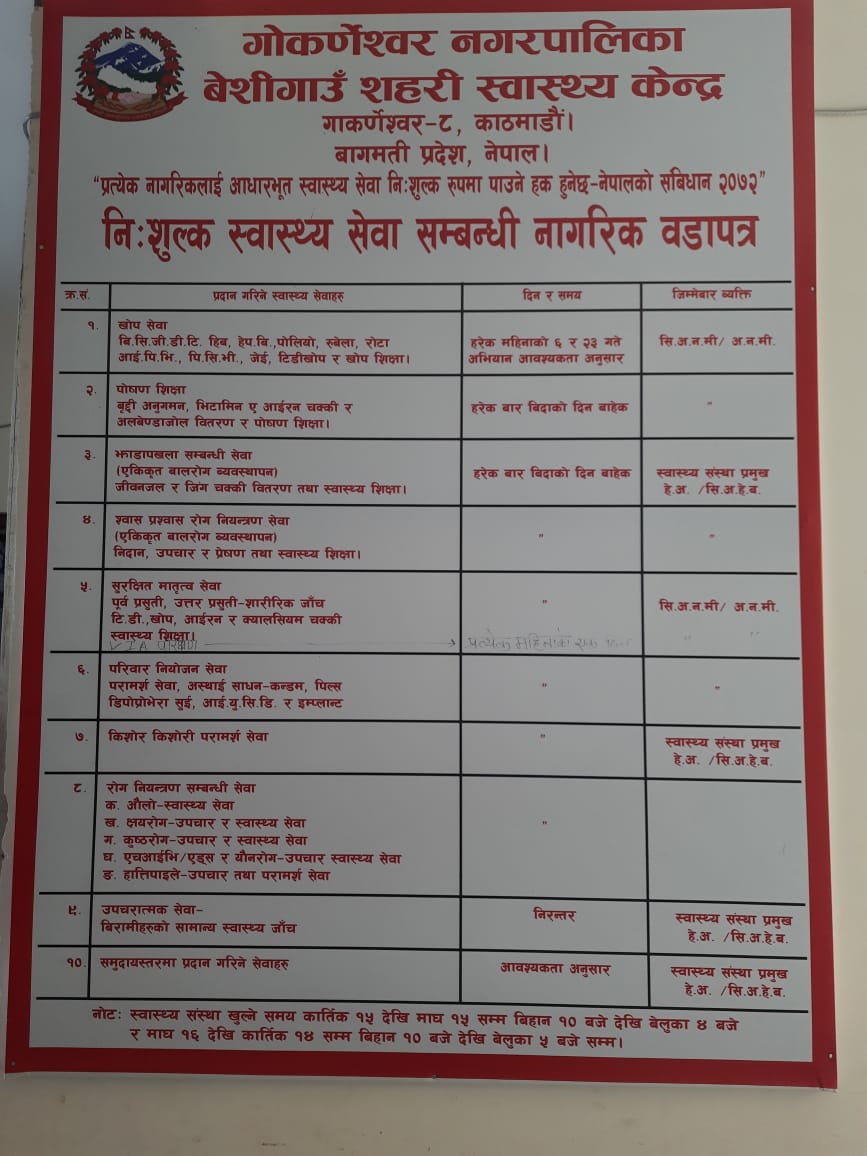 गोकर्णेश्वर नगरपालिका
बेशीगाउँ शहरी स्वास्थ्य केन्द्र
गाकर्णेश्वर-८, काठमाडौं।
बागमती प्रदेश, नेपाल।
"प्रत्येक नागरिकलाई आधारभूत स्वास्थ्य सेवा निःशुल्क रुपमा पाउने हक हुनेछ-नेपालको संबिधान २०७२"
निःशुल्क स्वास्थ्य सेवा सम्बन्धी नागरिक वडापत्र
क्र.सं. प्रदान गरिने स्वास्थ्य सेवाहरु दिन र समय जिम्मेबार ब्यक्ति
१. खोप सेवा
बि.सि.जी.डी.टि. हिब, हेप.बि.,पोलियो, रुबेला, रोटा हरेक महिनाको ६ र २३ गते सि.अ.न.मी/ अ.न.मी.
आई.पि.भि., पि.सि.भी., जेई, टिडीखोप र खोप शिक्षा। अभियान आवश्यकता अनुसार
२. पोषण शिक्षा
बृद्दी अनुगमन, भिटामिन ए आईरन चक्की र हरेक बार बिदाको दिन बाहेक "
अलबेण्डाजोल वितरण र पोषण शिक्षा।
३. झाडापखला सम्बन्धी सेवा
(एकिकृत बालरोग ब्यवस्थापन) हरेक बार बिदाको दिन बाहेक स्वास्थ्य संस्था प्रमुख
जीवनजल र जिंग चक्की वितरण तथा स्वास्थ्य शिक्षा। हे.अ. /सि.अ.हे.ब.
४. श्वास प्रश्वास रोग नियन्त्रण सेवा
(एकिकृत बालरोग ब्यवस्थापन) " "
निदान, उपचार र प्रेषण तथा स्वास्थ्य शिक्षा।
५. सुरक्षित मातृत्व सेवा
पूर्व प्रसुती, उत्तर प्रसुती-शारीरिक जाँच " सि.अ.न.मी/ अ.न.मी.
टि.डी.,खोप, आईरन र क्यालसियम चक्की
स्वास्थ्य शिक्षा।
VIA प्रत्येक महिनाको एक " "
६. परिवार नियोजन सेवा
परामर्श सेवा, अस्थाई साधन-कन्डम, पिल्स " "
डिपोप्रोभेरा सुई, आई.यु.सि.डि. र इम्प्लान्ट
७. किशोर किशोरी परामर्श सेवा " स्वास्थ्य संस्था प्रमुख
हे.अ. /सि.अ.हे.ब.
८. रोग नियन्त्रण सम्बन्धी सेवा
क. औलो-स्वास्थ्य सेवा
ख. क्षयरोग-उपचार र स्वास्थ्य सेवा "
ग. कुष्ठरोग-उपचार र स्वास्थ्य सेवा
घ. एचआईभि/एड्स र यौनरोग-उपचार स्वास्थ्य सेवा
ङ. हात्तिपाइले-उपचार तथा परामर्श सेवा
९. उपचरात्मक सेवा- निरन्तर स्वास्थ्य संस्था प्रमुख
बिरामीहरुको सामान्य स्वास्थ्य जाँच हे.अ. /सि.अ.हे.ब.
१०. समुदायस्तरमा प्रदान गरिने सेवाहरु आवश्यकता अनुसार स्वास्थ्य संस्था प्रमुख
हे.अ. /सि.अ.हे.ब.
नोटः स्वास्थ्य संस्था खुल्ने समय कार्तिक १५ देखि माघ १५ सम्म बिहान १० बजे देखि बेलुका ४ बजे
र माघ १६ देखि कार्तिक १४ सम्म बिहान १० बजे देखि बेलुका ५ बजे सम्म।